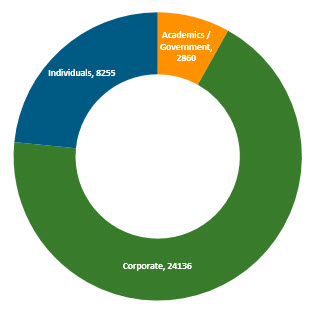 Academics /
Government,
2860
Individuals, 8255
Corporate, 24136